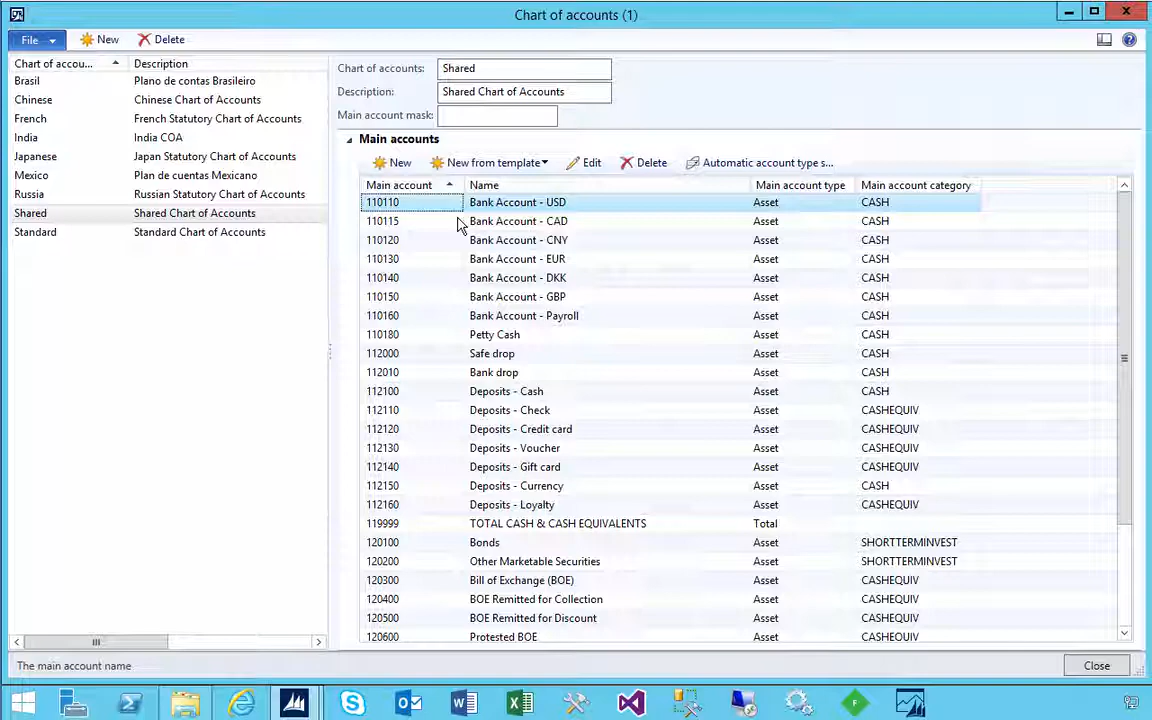 Chart of accounts (1)
File New Delete
Chart of accou... Description
Brasil Plano de contas Brasileiro
Chinese Chinese Chart of Accounts
French French Statutory Chart of Accounts
India India COA
Japanese Japan Statutory Chart of Accounts
Mexico Plan de cuentas Mexicano
Russia Russian Statutory Chart of Accounts
Shared Shared Chart of Accounts
Standard Standard Chart of Accounts
Chart of accounts: Shared
Description: Shared Chart of Accounts
Main account mask:
Main accounts
New New from template Edit Delete Automatic account type s...
Main account Name Main account type Main account category
110110 Bank Account - USD Asset CASH
110115 Bank Account - CAD Asset CASH
110120 Bank Account - CNY Asset CASH
110130 Bank Account - EUR Asset CASH
110140 Bank Account - DKK Asset CASH
110150 Bank Account - GBP Asset CASH
110160 Bank Account - Payroll Asset CASH
110180 Petty Cash Asset CASH
112000 Safe drop Asset CASH
112010 Bank drop Asset CASH
112100 Deposits - Cash Asset CASH
112110 Deposits - Check Asset CASHEQUIV
112120 Deposits - Credit card Asset CASHEQUIV
112130 Deposits - Voucher Asset CASHEQUIV
112140 Deposits - Gift card Asset CASHEQUIV
112150 Deposits - Currency Asset CASH
112160 Deposits - Loyalty Asset CASHEQUIV
119999 TOTAL CASH & CASH EQUIVALENTS Total
120100 Bonds Asset SHORTTERMINVEST
120200 Other Marketable Securities Asset SHORTTERMINVEST
120300 Bill of Exchange (BOE) Asset CASHEQUIV
120400 BOE Remitted for Collection Asset CASHEQUIV
120500 BOE Remitted for Discount Asset CASHEQUIV
120600 Protested BOE Asset CASHEQUIV
The main account name Close